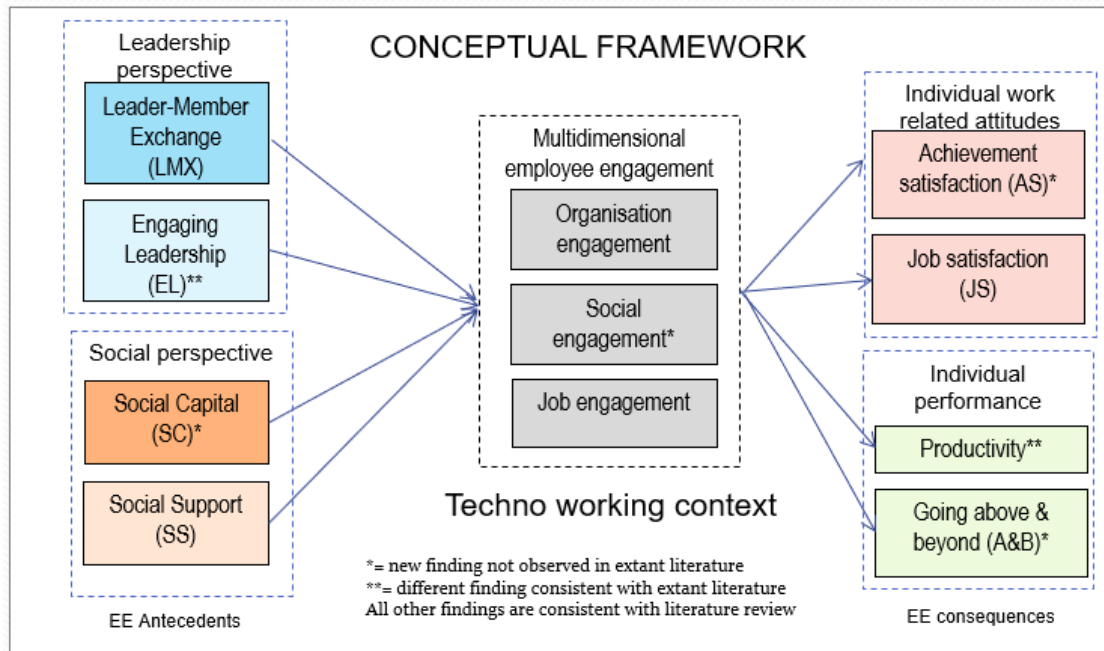 CONCEPTUAL FRAMEWORK
Leadership
perspective
Leader-Member
Exchange
(LMX)
Engaging
Leadership
(EL)**
Social perspective
Social Capital
(SC)*
Social Support
(SS)
EE Antecedents
Multidimensional
employee engagement
Organisation
engagement
Social
engagement*
Job engagement
Techno working context
*= new finding not observed in extant literature
**= different finding consistent with extant literature
All other findings are consistent with literature review
Individual work
related attitudes
Achievement
satisfaction (AS)*
Job satisfaction
(JS)
Individual
performance
Productivity**
Going above &
beyond (A&B)*
EE consequences